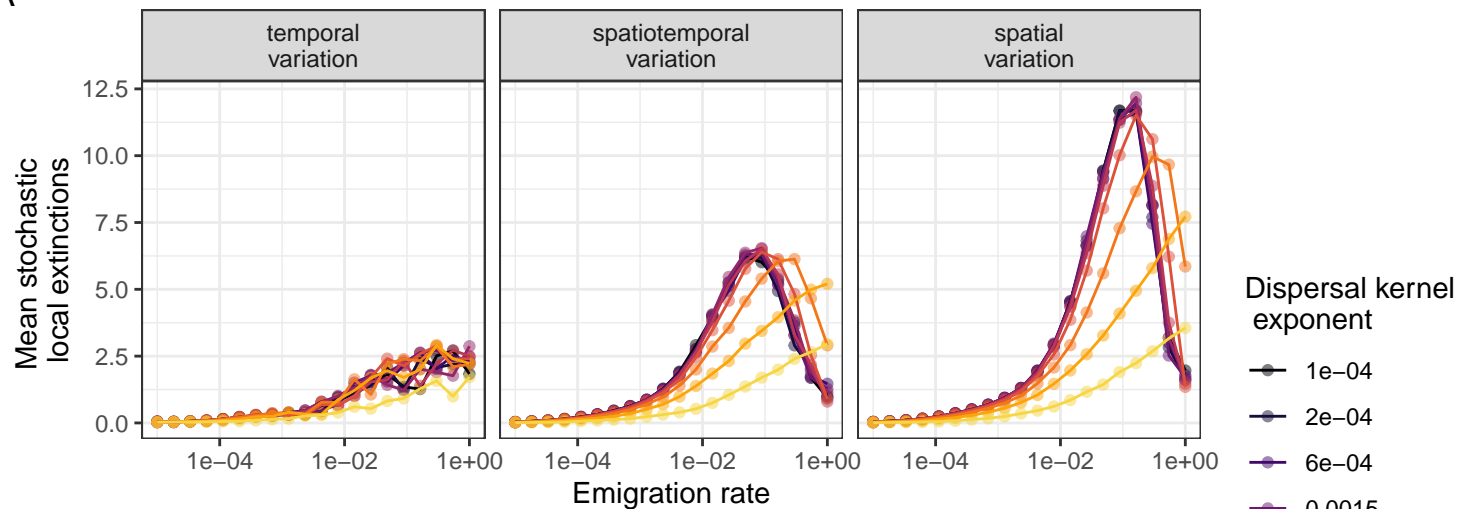 temporal
variation
spatiotemporal
variation
spatial
variation
12.5
10.0
7.5
5.0
2.5
0.0
Mean stochastic
local extinctions
1e−04
1e−02
1e+00
1e−04
1e−02
1e+00
1e−04
1e−02
1e+00
Emigration rate
Dispersal kernel
exponent
1e−04
2e−04
6e−04
0.0015